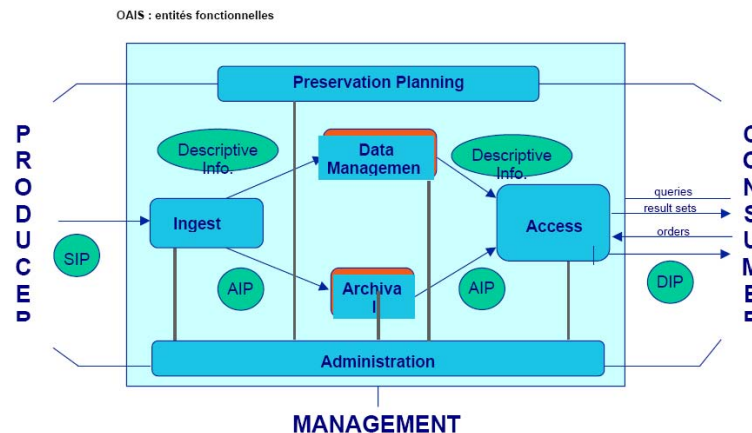 OAIS : entités fonctionnelles
Preservation Planning
PRODUCEP
Descriptive
Info.
Data
Managemen
Descriptive
Info.
Ingest
Access
queries
result sets
orders
SIP
AIP
Archiva
l
AIP
DIP
Administration
MANAGEMENT